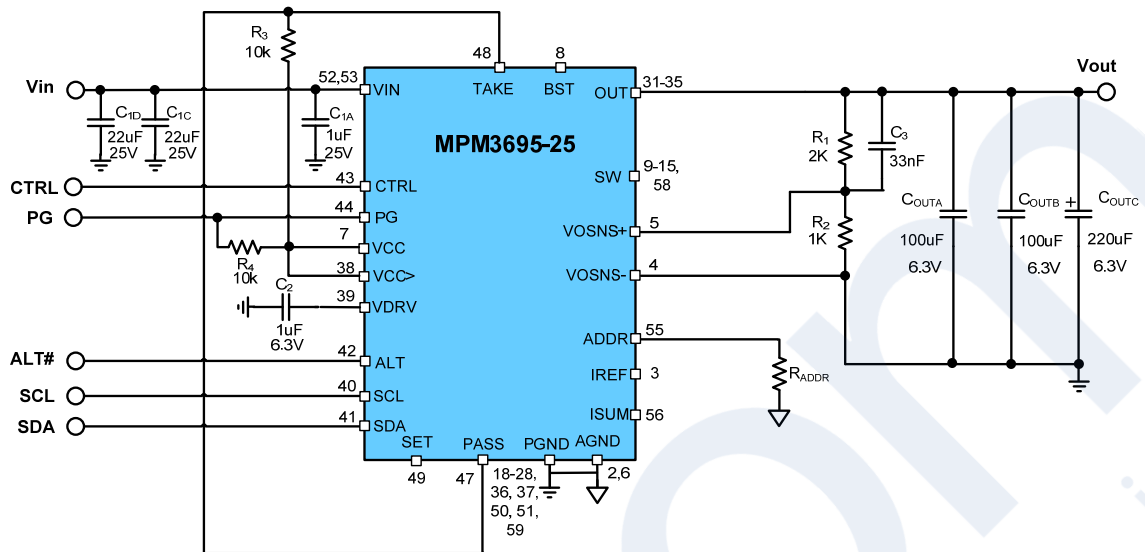 R3
10k
48
8
Vin
52,53
VIN
TAKE
BST
OUT
31-35
Vout
C1D
22uF
25V
C1C
22uF
25V
C1A
1uF
25V
MPM3695-25
R1
2K
C3
33nF
SW
9-15,
58
CTRL
43
CTRL
PG
44
PG
7
VCC
R4
10k
38
VCC>
C2
1uF
6.3V
39
VDRV
VOSNS+
5
R2
1K
VOSNS-
4
COUTA
100uF
6.3V
COUTB
100uF
6.3V
+
COUTC
220uF
6.3V
ADDR
55
RADDR
ALT#
42
ALT
IREF
3
SCL
40
SCL
SDA
41
SDA
ISUM
56
SET
PASS
PGND
AGND
49
47
18-28,
36, 37,
50, 51,
59
2,6